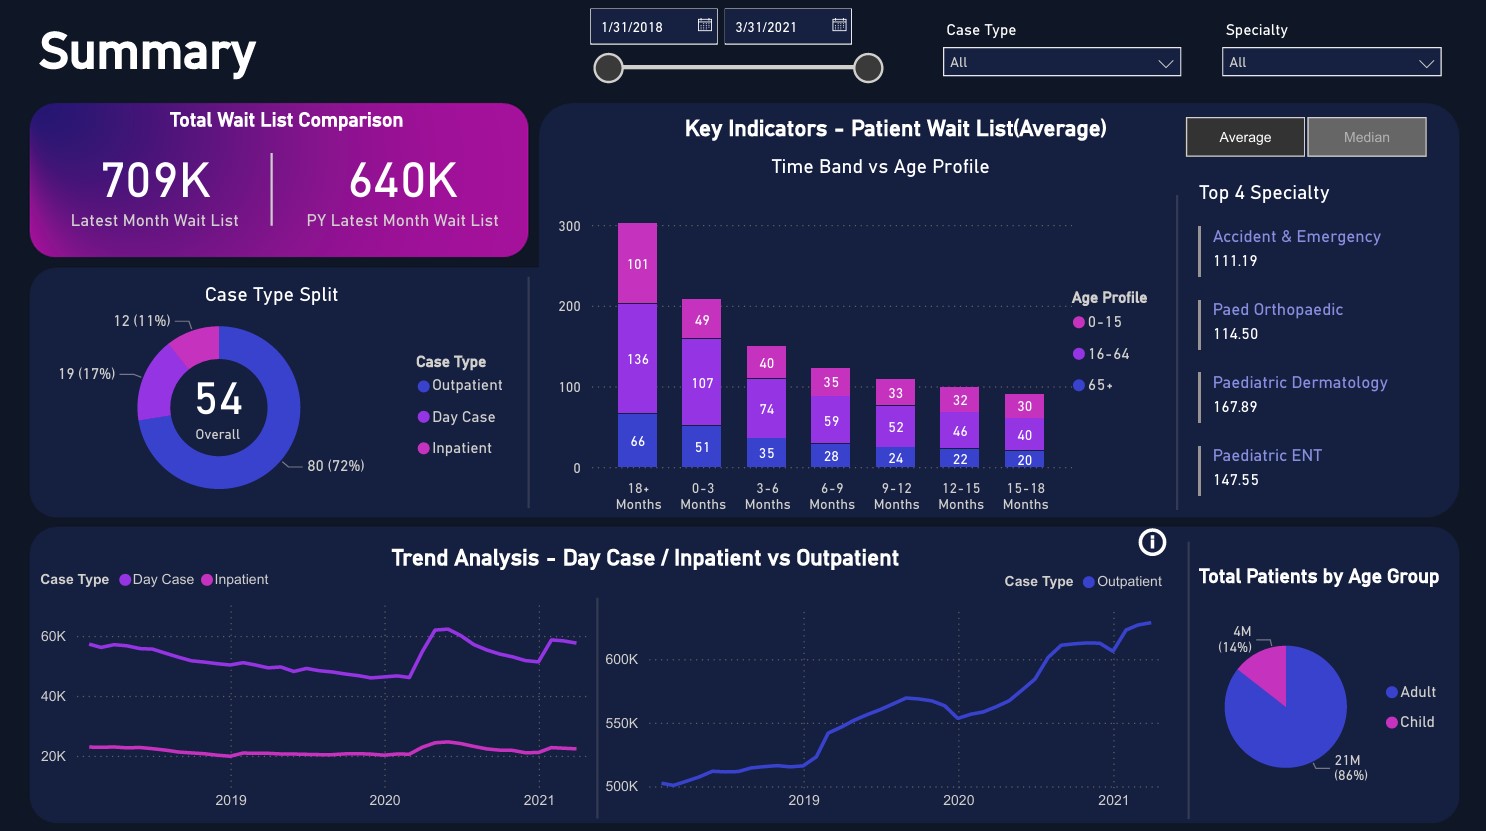 Summary
1/31/2018
3/31/2021
Case Type
All
Specialty
All
Total Wait List Comparison
709K
Latest Month Wait List
640K
PY Latest Month Wait List
Case Type Split
12 (11%)
19 (17%)
54
Overall
80 (72%)
Case Type
Outpatient
Day Case
Inpatient
Key Indicators - Patient Wait List(Average)
Time Band vs Age Profile
300
200
100
0
101
136
66
49
107
51
40
74
35
35
59
28
33
52
24
32
46
22
30
40
20
18+
Months
0-3
Months
3-6
Months
6-9
Months
9-12
Months
12-15
Months
15-18
Months
Age Profile
0-15
16-64
65+
Average
Median
Top 4 Specialty
Accident & Emergency
111.19
Paed Orthopaedic
114.50
Paediatric Dermatology
167.89
Paediatric ENT
147.55
Trend Analysis - Day Case / Inpatient vs Outpatient
i
Case Type Day Case Inpatient
60K
40K
20K
2019
2020
2021
Case Type Outpatient
600K
550K
500K
2019
2020
2021
Total Patients by Age Group
4M
(14%)
21M
(86%)
Adult
Child